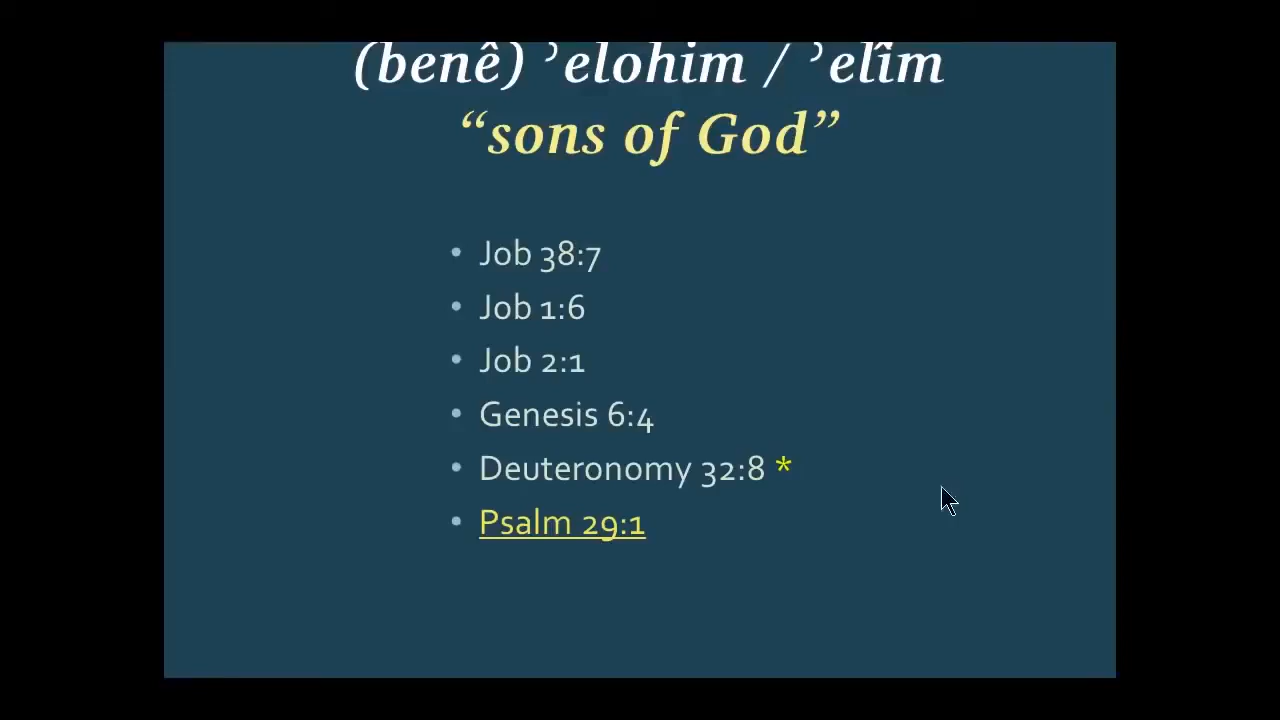 (benê) ʾelohim / ʾelîm
“sons of God”
• Job 38:7
• Job 1:6
• Job 2:1
• Genesis 6:4
• Deuteronomy 32:8 *
• Psalm 29:1